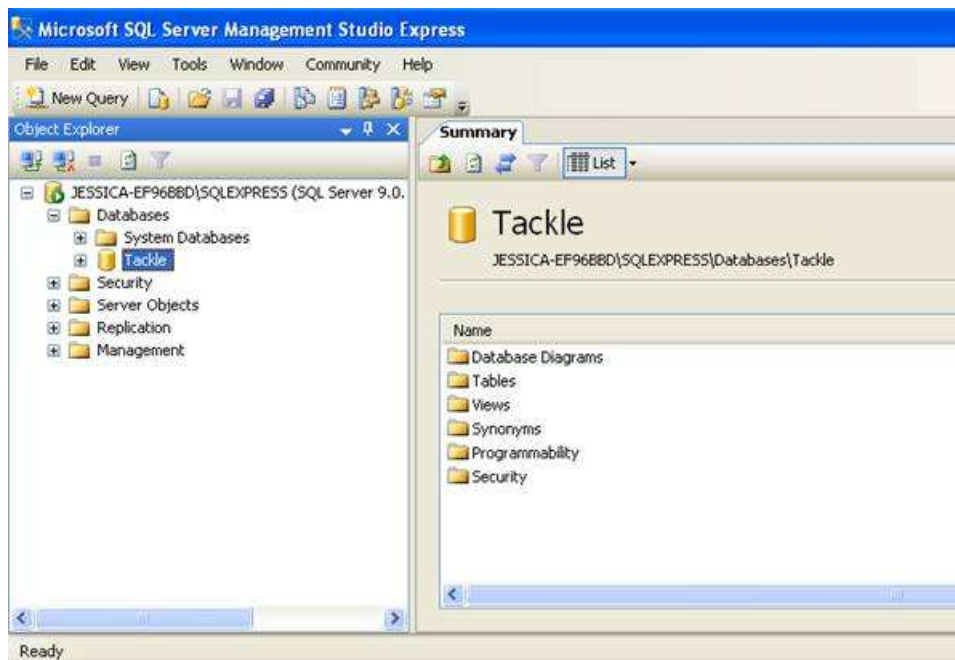 Microsoft SQL Server Management Studio Express
File Edit View Tools Window Community Help
New Query
Object Explorer
JESSICA-EF96BBD\SQLEXPRESS (SQL Server 9.0.
Databases
System Databases
Tackle
Security
Server Objects
Replication
Management
Summary
List
Tackle
JESSICA-EF96BBD\SQLEXPRESS\Databases\Tackle
Name
Database Diagrams
Tables
Views
Synonyms
Programmability
Security
Ready